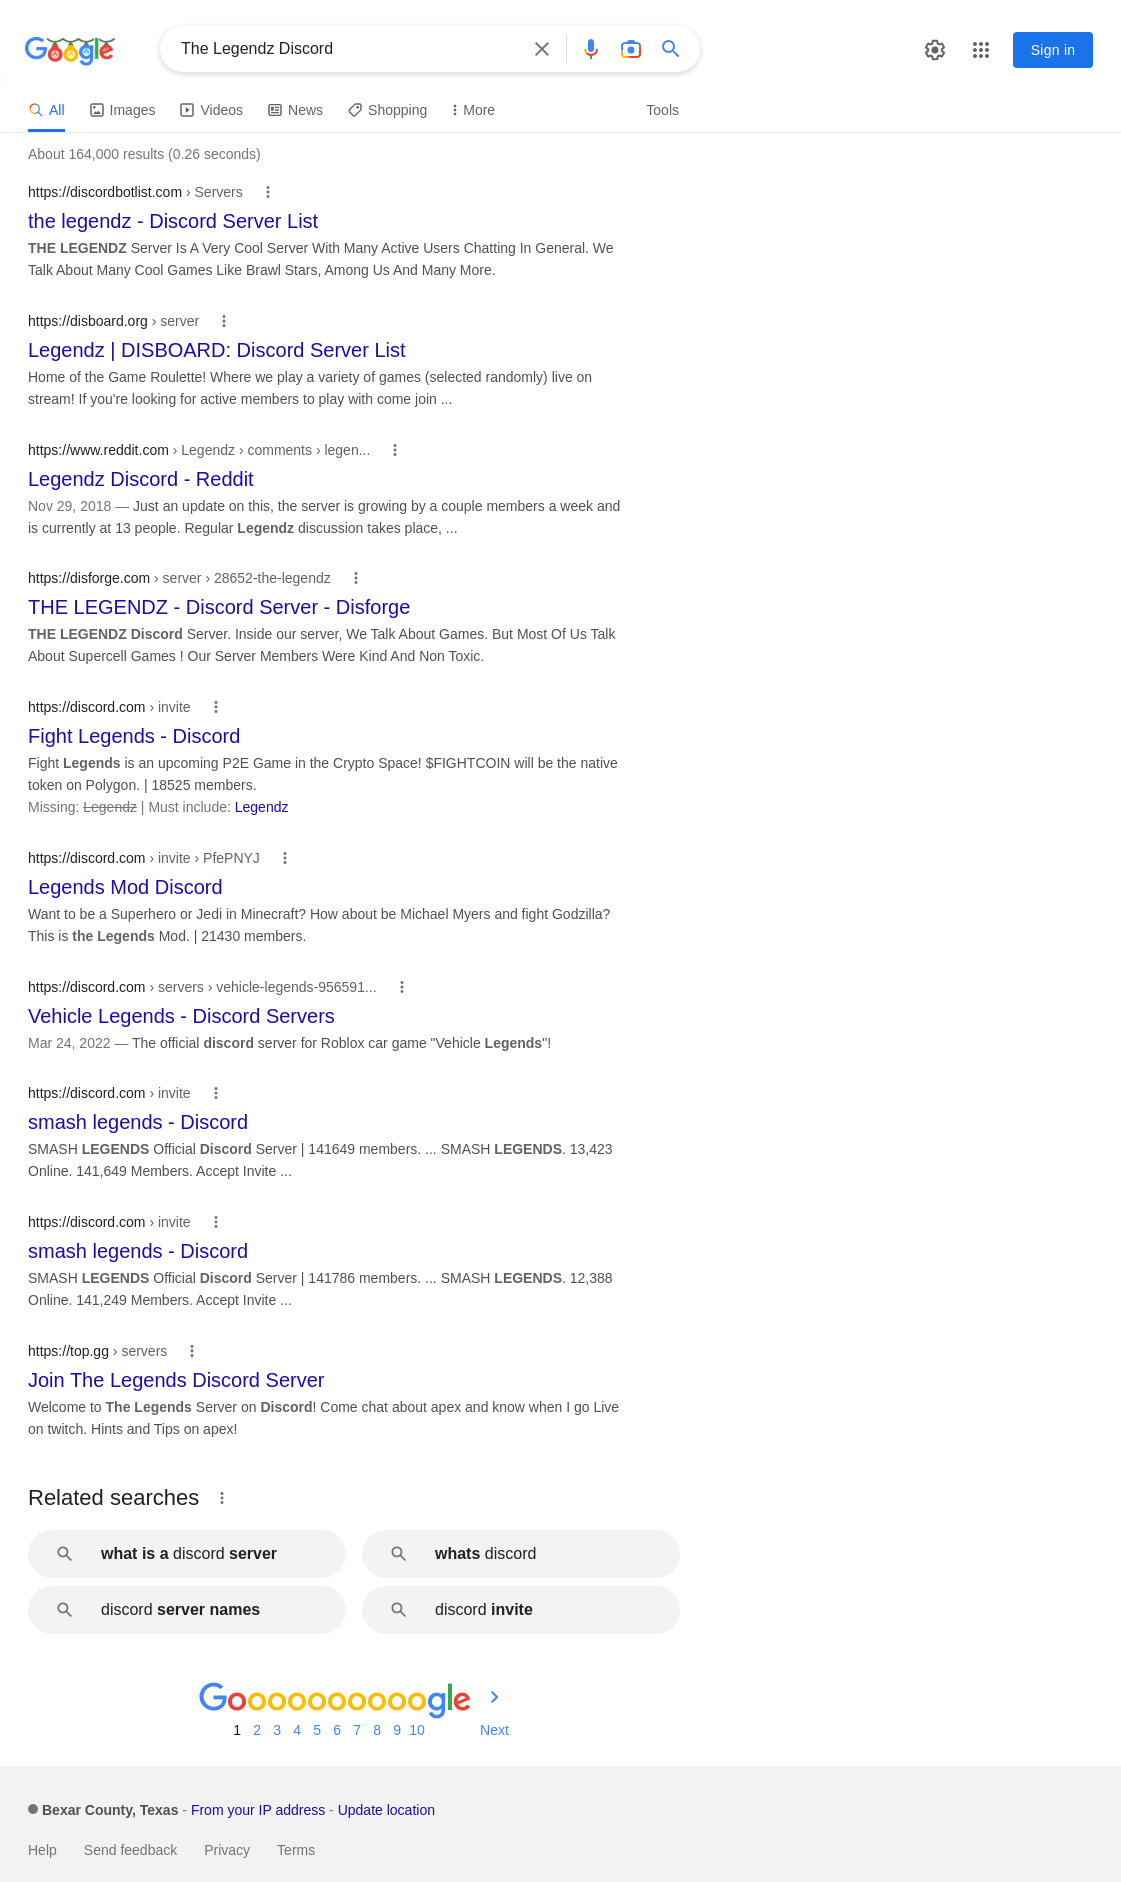 Google
The Legendz Discord
Sign in
All Images Videos News Shopping More Tools
About 164,000 results (0.26 seconds)
https://discordbotlist.com › Servers
the legendz - Discord Server List
THE LEGENDZ Server Is A Very Cool Server With Many Active Users Chatting In General. We
Talk About Many Cool Games Like Brawl Stars, Among Us And Many More.
https://disboard.org › server
Legendz | DISBOARD: Discord Server List
Home of the Game Roulette! Where we play a variety of games (selected randomly) live on
stream! If you're looking for active members to play with come join ...
https://www.reddit.com › Legendz › comments › legen...
Legendz Discord - Reddit
Nov 29, 2018 — Just an update on this, the server is growing by a couple members a week and
is currently at 13 people. Regular Legendz discussion takes place, ...
https://disforge.com › server › 28652-the-legendz
THE LEGENDZ - Discord Server - Disforge
THE LEGENDZ Discord Server. Inside our server, We Talk About Games. But Most Of Us Talk
About Supercell Games ! Our Server Members Were Kind And Non Toxic.
https://discord.com › invite
Fight Legends - Discord
Fight Legends is an upcoming P2E Game in the Crypto Space! $FIGHTCOIN will be the native
token on Polygon. | 18525 members.
Missing: Legendz | Must include: Legendz
https://discord.com › invite › PfePNYJ
Legends Mod Discord
Want to be a Superhero or Jedi in Minecraft? How about be Michael Myers and fight Godzilla?
This is the Legends Mod. | 21430 members.
https://discord.com › servers › vehicle-legends-956591...
Vehicle Legends - Discord Servers
Mar 24, 2022 — The official discord server for Roblox car game "Vehicle Legends"!
https://discord.com › invite
smash legends - Discord
SMASH LEGENDS Official Discord Server | 141649 members. ... SMASH LEGENDS. 13,423
Online. 141,649 Members. Accept Invite ...
https://discord.com › invite
smash legends - Discord
SMASH LEGENDS Official Discord Server | 141786 members. ... SMASH LEGENDS. 12,388
Online. 141,249 Members. Accept Invite ...
https://top.gg › servers
Join The Legends Discord Server
Welcome to The Legends Server on Discord! Come chat about apex and know when I go Live
on twitch. Hints and Tips on apex!
Related searches
what is a discord server
whats discord
discord server names
discord invite
Goooooooooogle
1 2 3 4 5 6 7 8 9 10 Next
Bexar County, Texas - From your IP address - Update location
Help Send feedback Privacy Terms